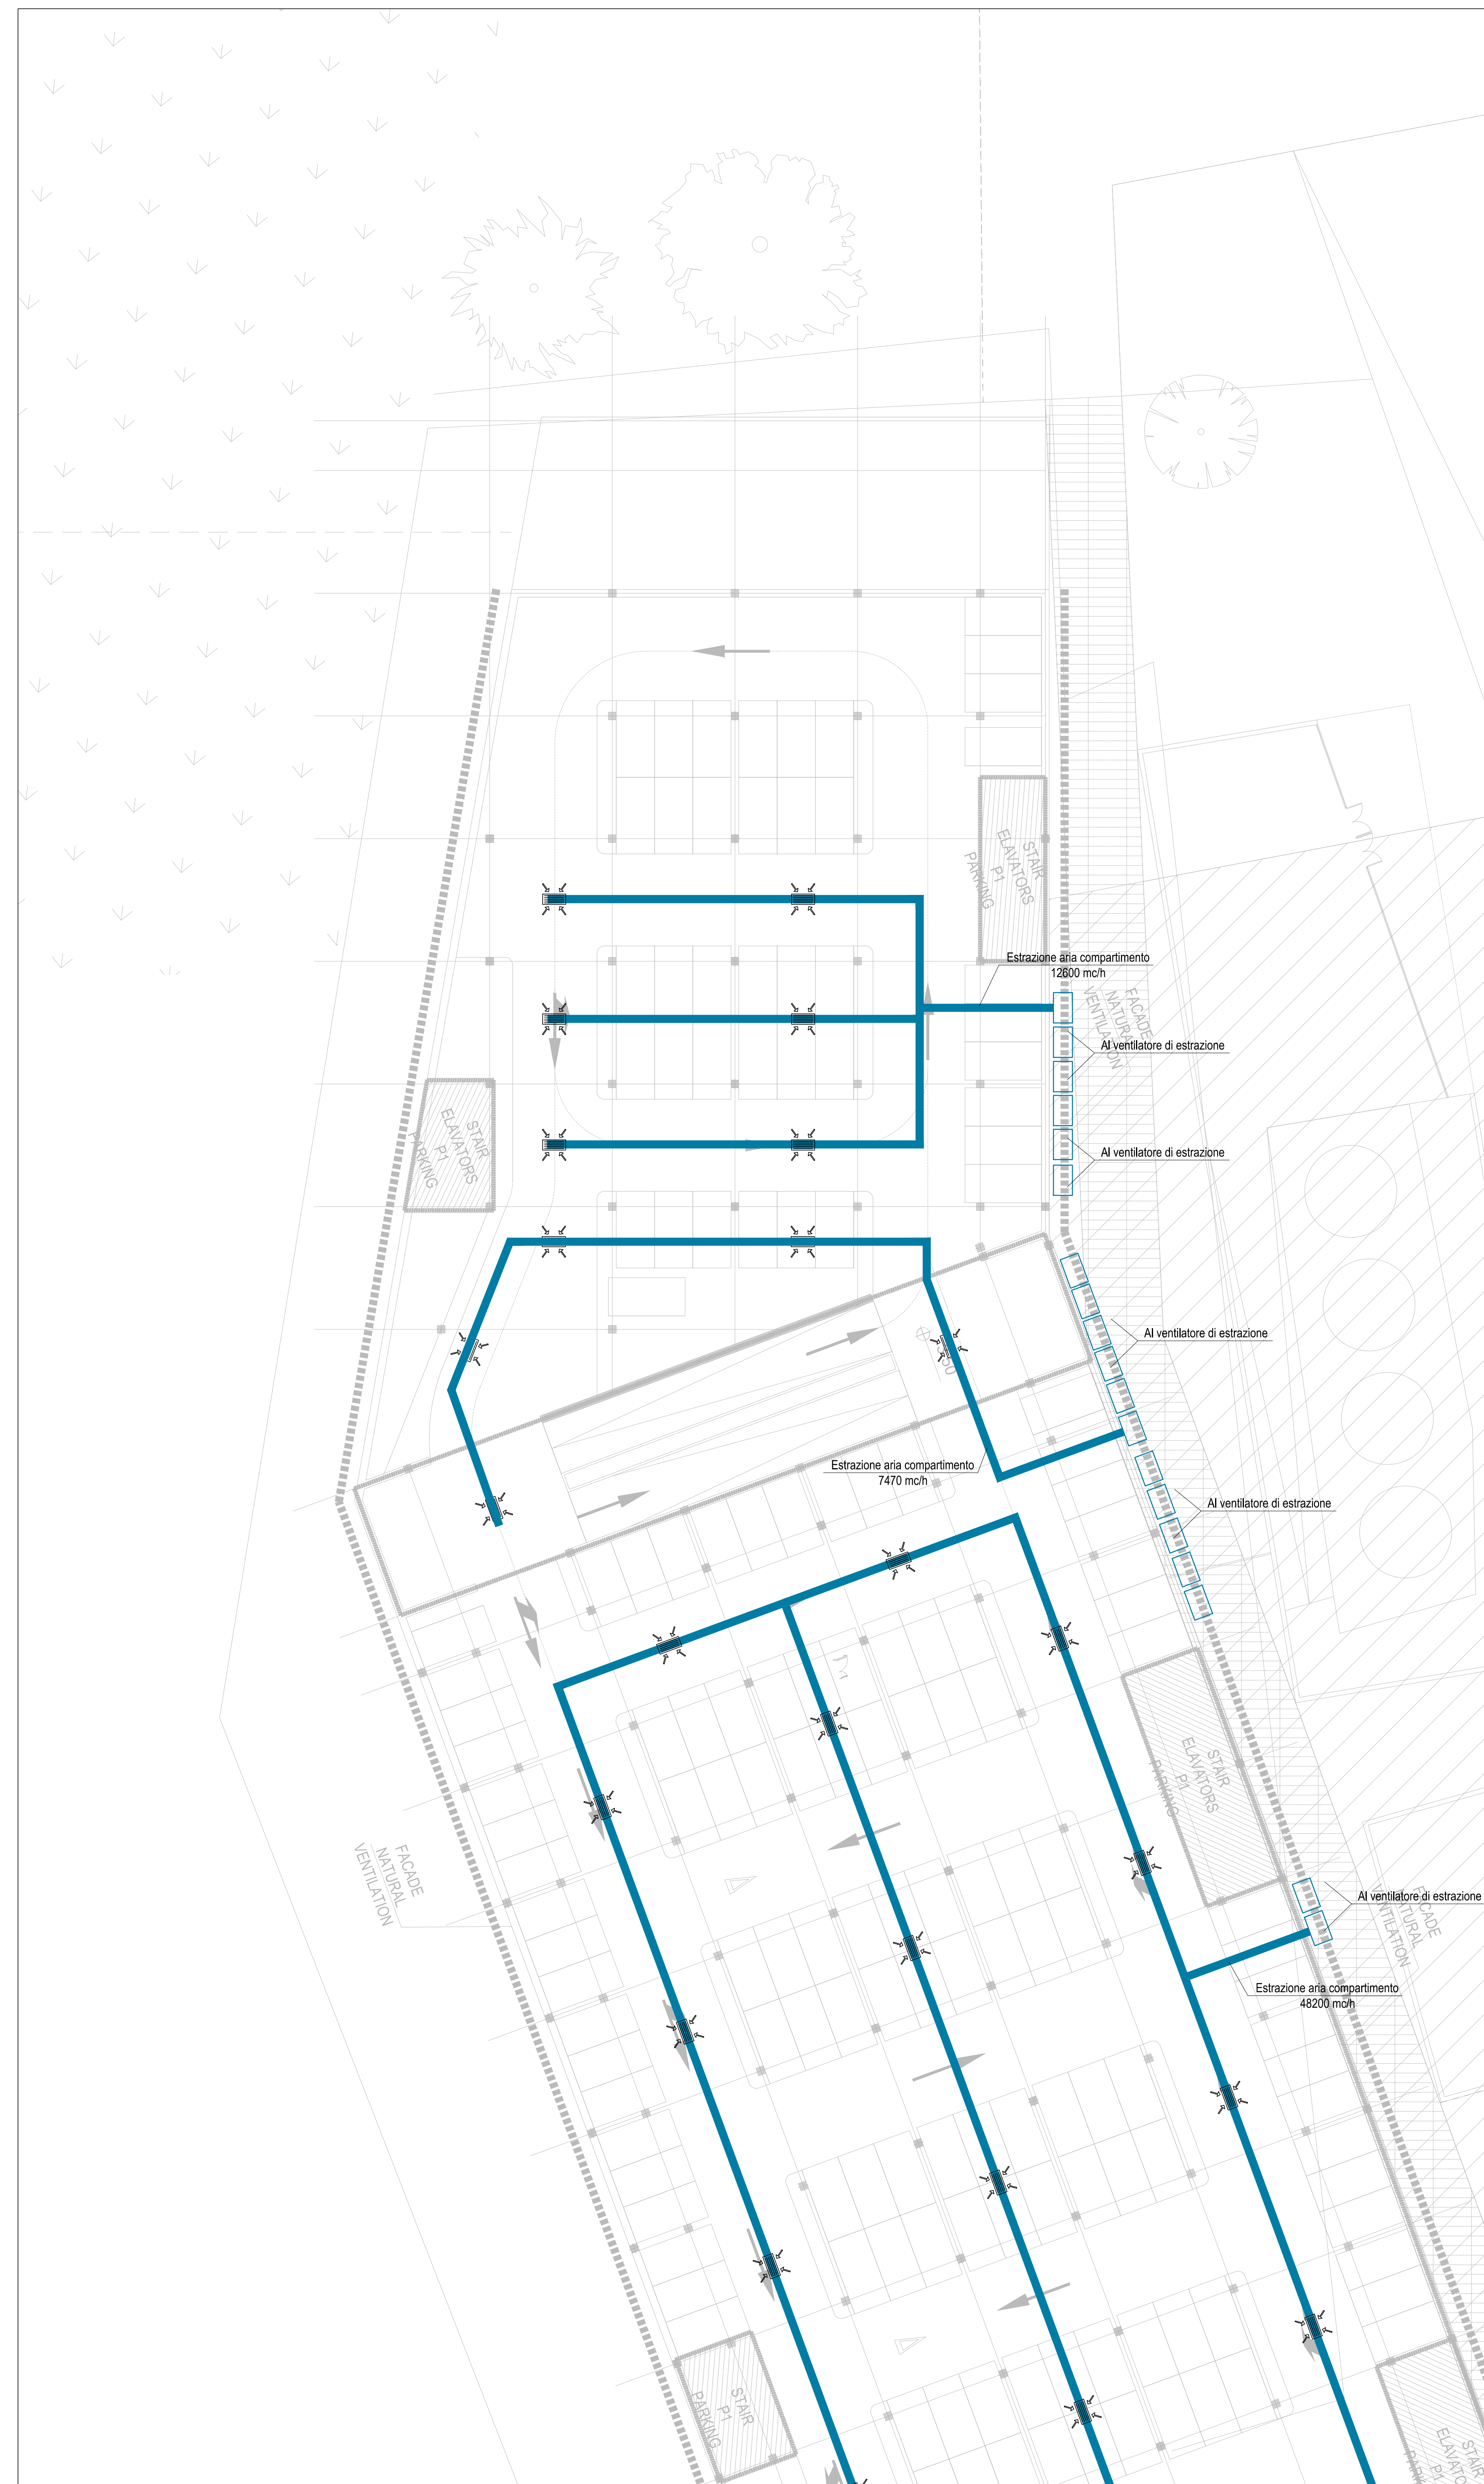 STAIR
ELAVATORS
P1
PARKING
Estrazione aria compartimento
12600 mc/h
FACADE
NATURAL
VENTILATION
Al ventilatore di estrazione
STAIR
ELAVATORS
P1
PARKING
Al ventilatore di estrazione
Al ventilatore di estrazione
Estrazione aria compartimento
7470 mc/h
Al ventilatore di estrazione
STAIR
ELAVATORS
P1
PARKING
FACADE
NATURAL
VENTILATION
Al ventilatore di estrazione
FACADE
NATURAL
VENTILATION
Estrazione aria compartimento
48200 mc/h
STAIR
P1
PARKING